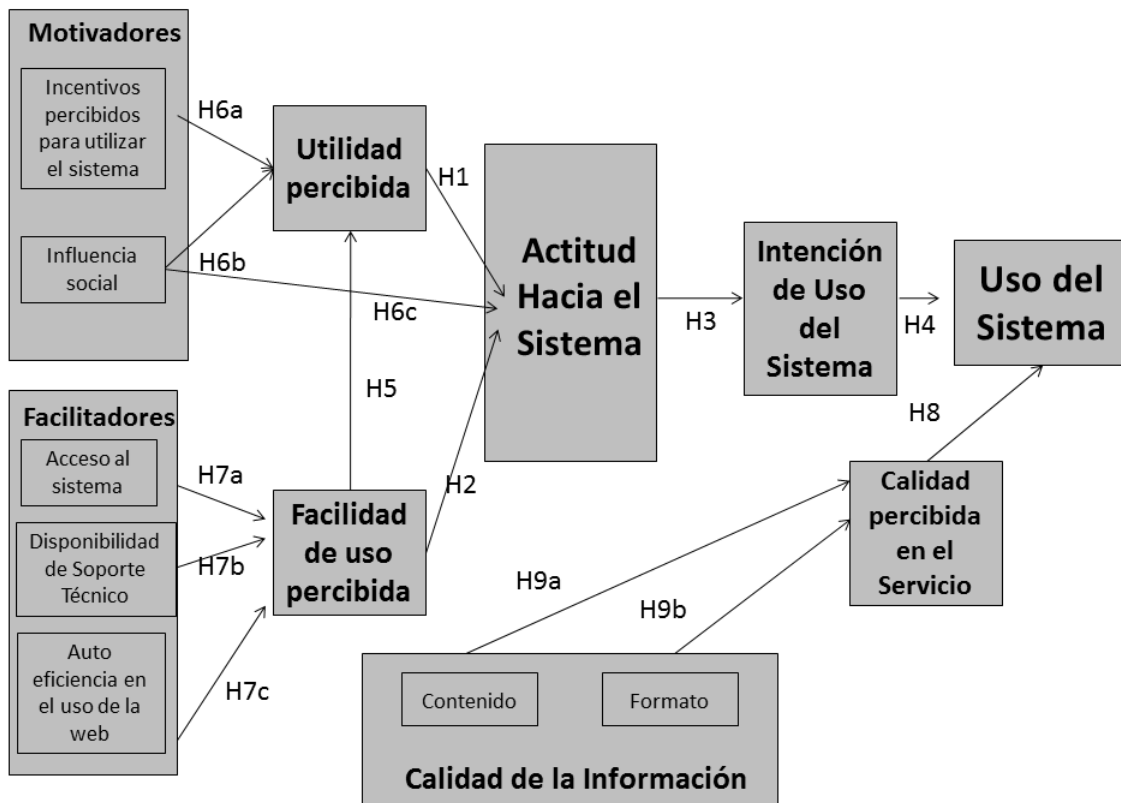 Motivadores
Incentivos
percibidos
para utilizar
el sistema
Influencia
social
H6a
H6b
H6c
Utilidad
percibida
H1
H5
H2
Actitud
Hacia el
Sistema
H3
Intención
de Uso
del
Sistema
H4
Uso del
Sistema
H8
Facilitadores
Acceso al
sistema
Disponibilidad
de Soporte
Técnico
Auto
eficiencia en
el uso de la
web
H7a
H7b
H7c
Facilidad
de uso
percibida
Calidad
percibida
en el
Servicio
H9a
H9b
Contenido
Formato
Calidad de la Información